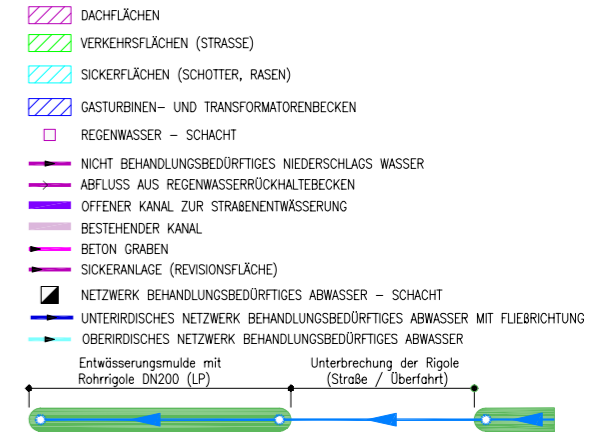 DACHFLÄCHEN
VERKEHRSFLÄCHEN (STRASSE)
SICKERFLÄCHEN (SCHOTTER, RASEN)
GASTURBINEN- UND TRANSFORMATORENBECKEN
REGENWASSER - SCHACHT
NICHT BEHANDLUNGSBEDÜRFTIGES NIEDERSCHLAGS WASSER
ABFLUSS AUS REGENWASSERRÜCKHALTEBECKEN
OFFENER KANAL ZUR STRAßENENTWÄSSERUNG
BESTEHENDER KANAL
BETON GRABEN
SICKERANLAGE (REVISIONSFLÄCHE)
NETZWERK BEHANDLUNGSBEDÜRFTIGES ABWASSER - SCHACHT
UNTERIRDISCHES NETZWERK BEHANDLUNGSBEDÜRFTIGES ABWASSER MIT FLIEßRICHTUNG
OBERIRDISCHES NETZWERK BEHANDLUNGSBEDÜRFTIGES ABWASSER
Entwässerungsmulde mit
Rohrrigole DN200 (LP)
Unterbrechung der Rigole
(Straße / Überfahrt)